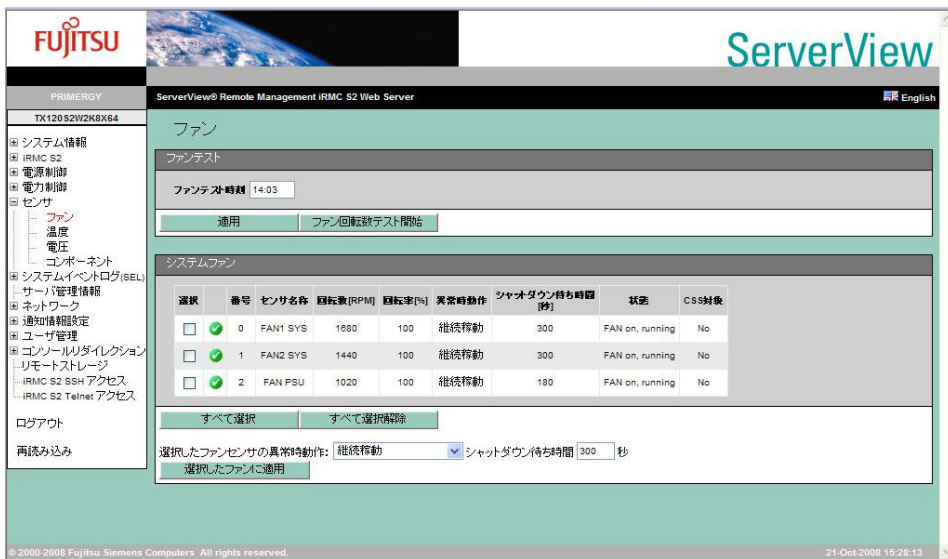 FUJITSU
ServerView
PRIMERGY
ServerView® Remote Management iRMC S2 Web Server
English
TX120S2W2K8X64
システム情報
iRMC S2
電源制御
電力制御
センサ
ファン
温度
電圧
コンポーネント
システムイベントログ(SEL)
サーバ管理情報
ネットワーク
通知情報設定
ユーザ管理
コンソールリダイレクション
リモートストレージ
iRMC S2 SSH アクセス
iRMC S2 Telnet アクセス
ログアウト
再読み込み
ファン
ファンテスト
ファンテスト時刻 14:03
適用 ファン回転数テスト開始
システムファン
選択 番号 センサ名称 回転数[RPM] 回転率[%] 異常時動作 シャットダウン待ち時間[秒] 状態 CSS対象
0 FAN1 SYS 1680 100 継続稼動 300 FAN on, running No
1 FAN2 SYS 1440 100 継続稼動 300 FAN on, running No
2 FAN PSU 1020 100 継続稼動 180 FAN on, running No
すべて選択 すべて選択解除
選択したファンセンサの異常時動作: 継続稼動 シャットダウン待ち時間 300 秒
選択したファンに適用
© 2000-2008 Fujitsu Siemens Computers All rights reserved.
21-Oct-2008 15:28:13